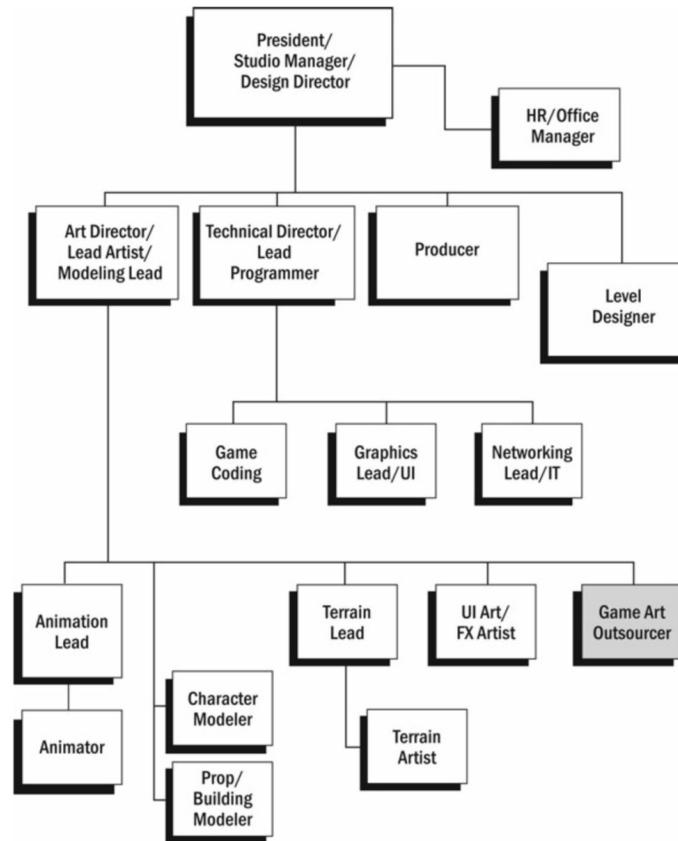 President/
Studio Manager/
Design Director
HR/Office
Manager
Art Director/
Lead Artist/
Modeling Lead
Technical Director/
Lead
Programmer
Producer
Level
Designer
Game
Coding
Graphics
Lead/UI
Networking
Lead/IT
Animation
Lead
Terrain
Lead
UI Art/
FX Artist
Game Art
Outsourcer
Character
Modeler
Animator
Terrain
Artist
Prop/
Building
Modeler